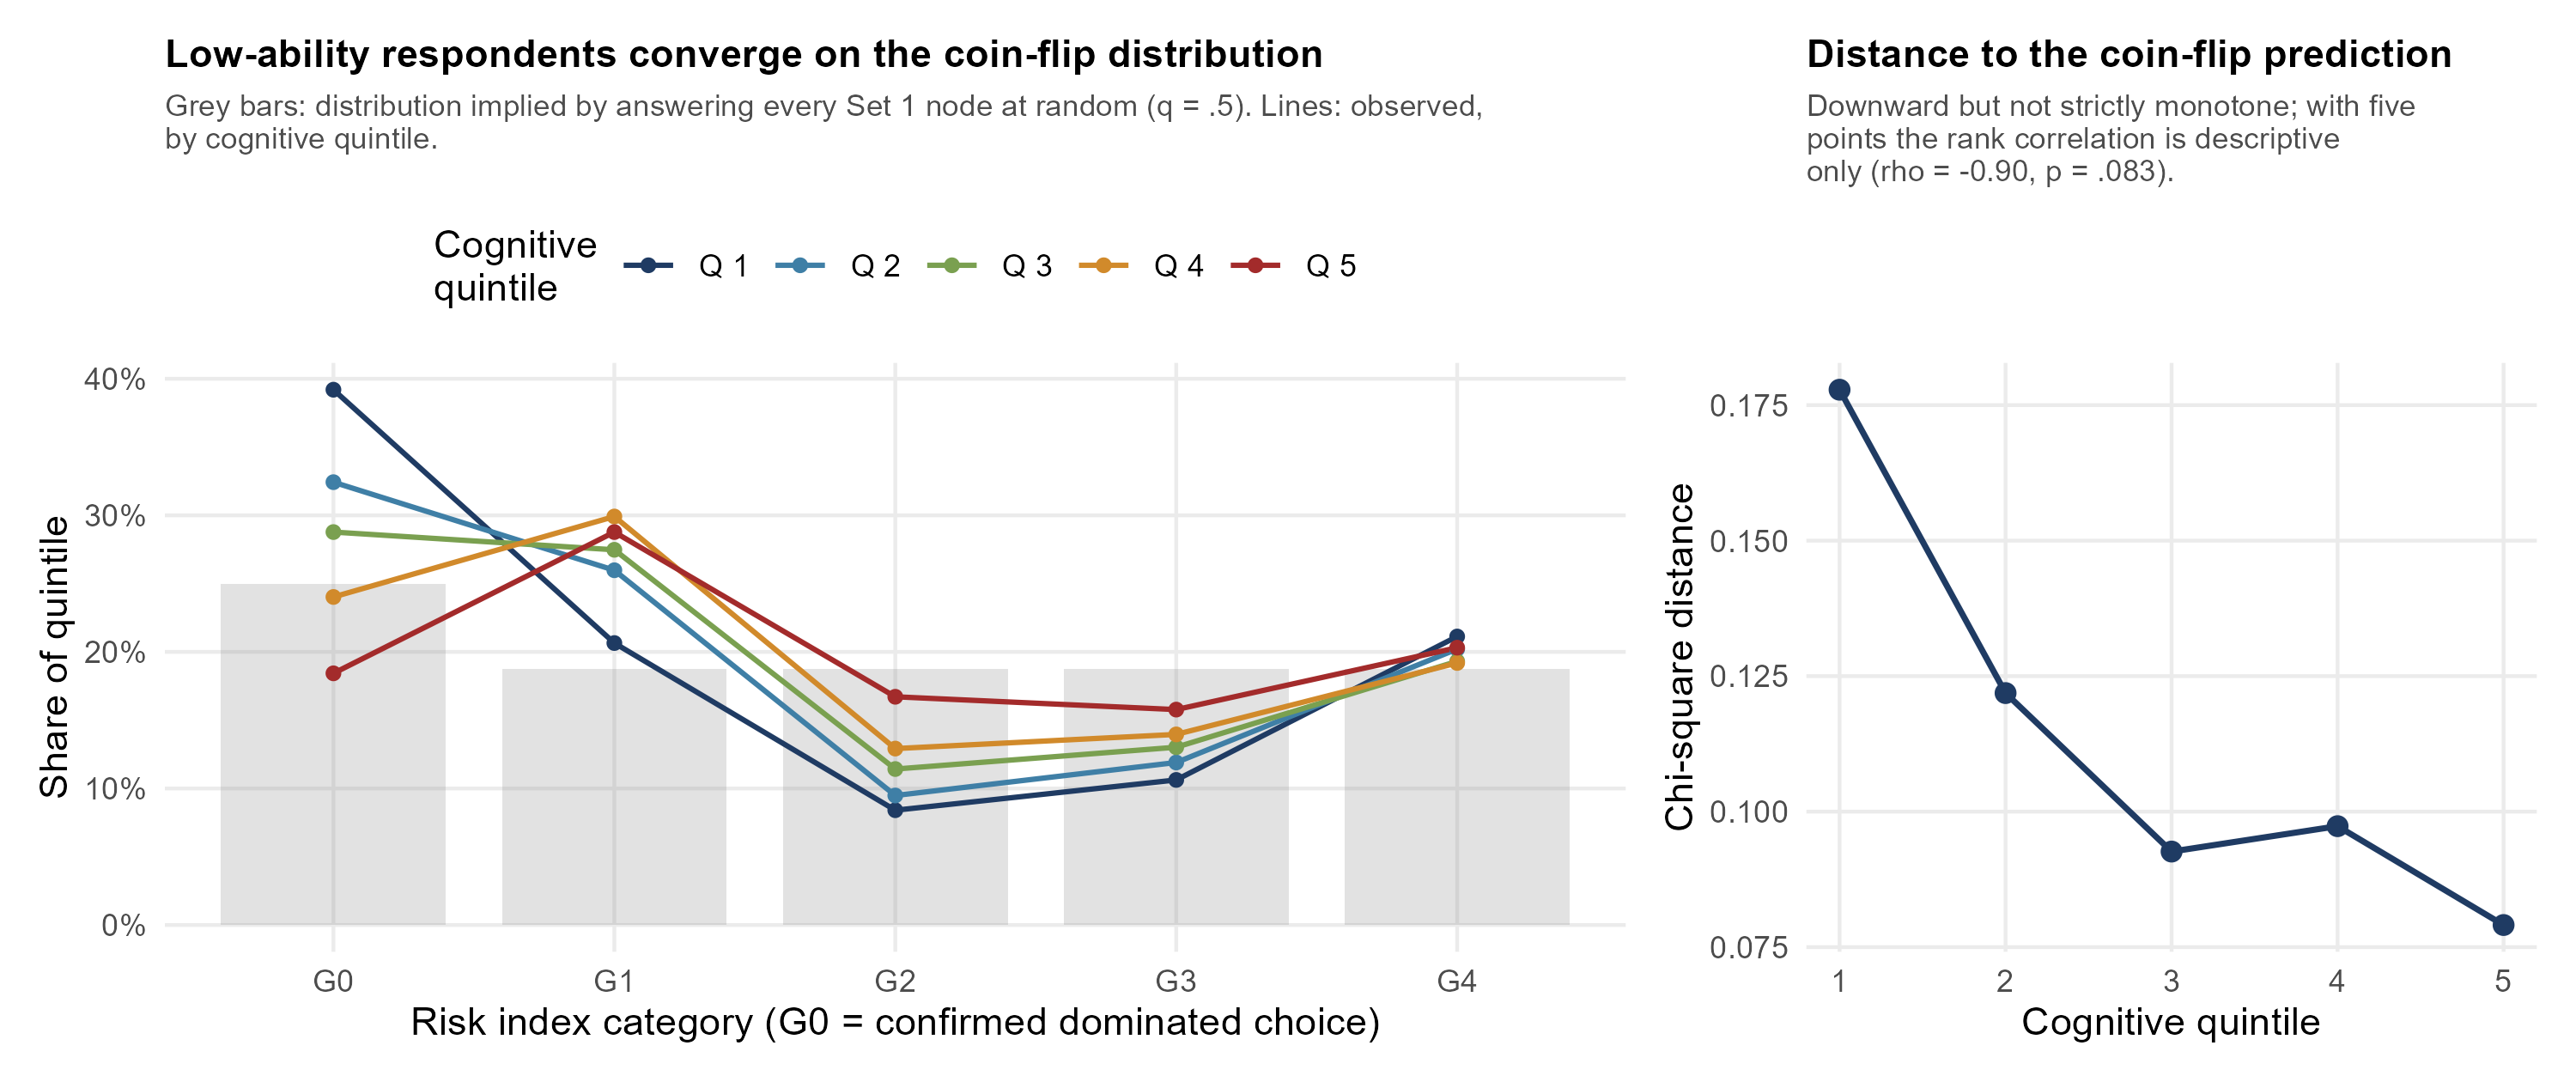 Low-ability respondents converge on the coin-flip distribution
Grey bars: distribution implied by answering every Set 1 node at random (q = .5). Lines: observed,
by cognitive quintile.
Cognitive
quintile
Q 1
Q 2
Q 3
Q 4
Q 5
40%
30%
20%
10%
0%
Share of quintile
G0
G1
G2
G3
G4
Risk index category (G0 = confirmed dominated choice)
Distance to the coin-flip prediction
Downward but not strictly monotone; with five
points the rank correlation is descriptive
only (rho = -0.90, p = .083).
0.175
0.150
0.125
0.100
0.075
Chi-square distance
1
2
3
4
5
Cognitive quintile